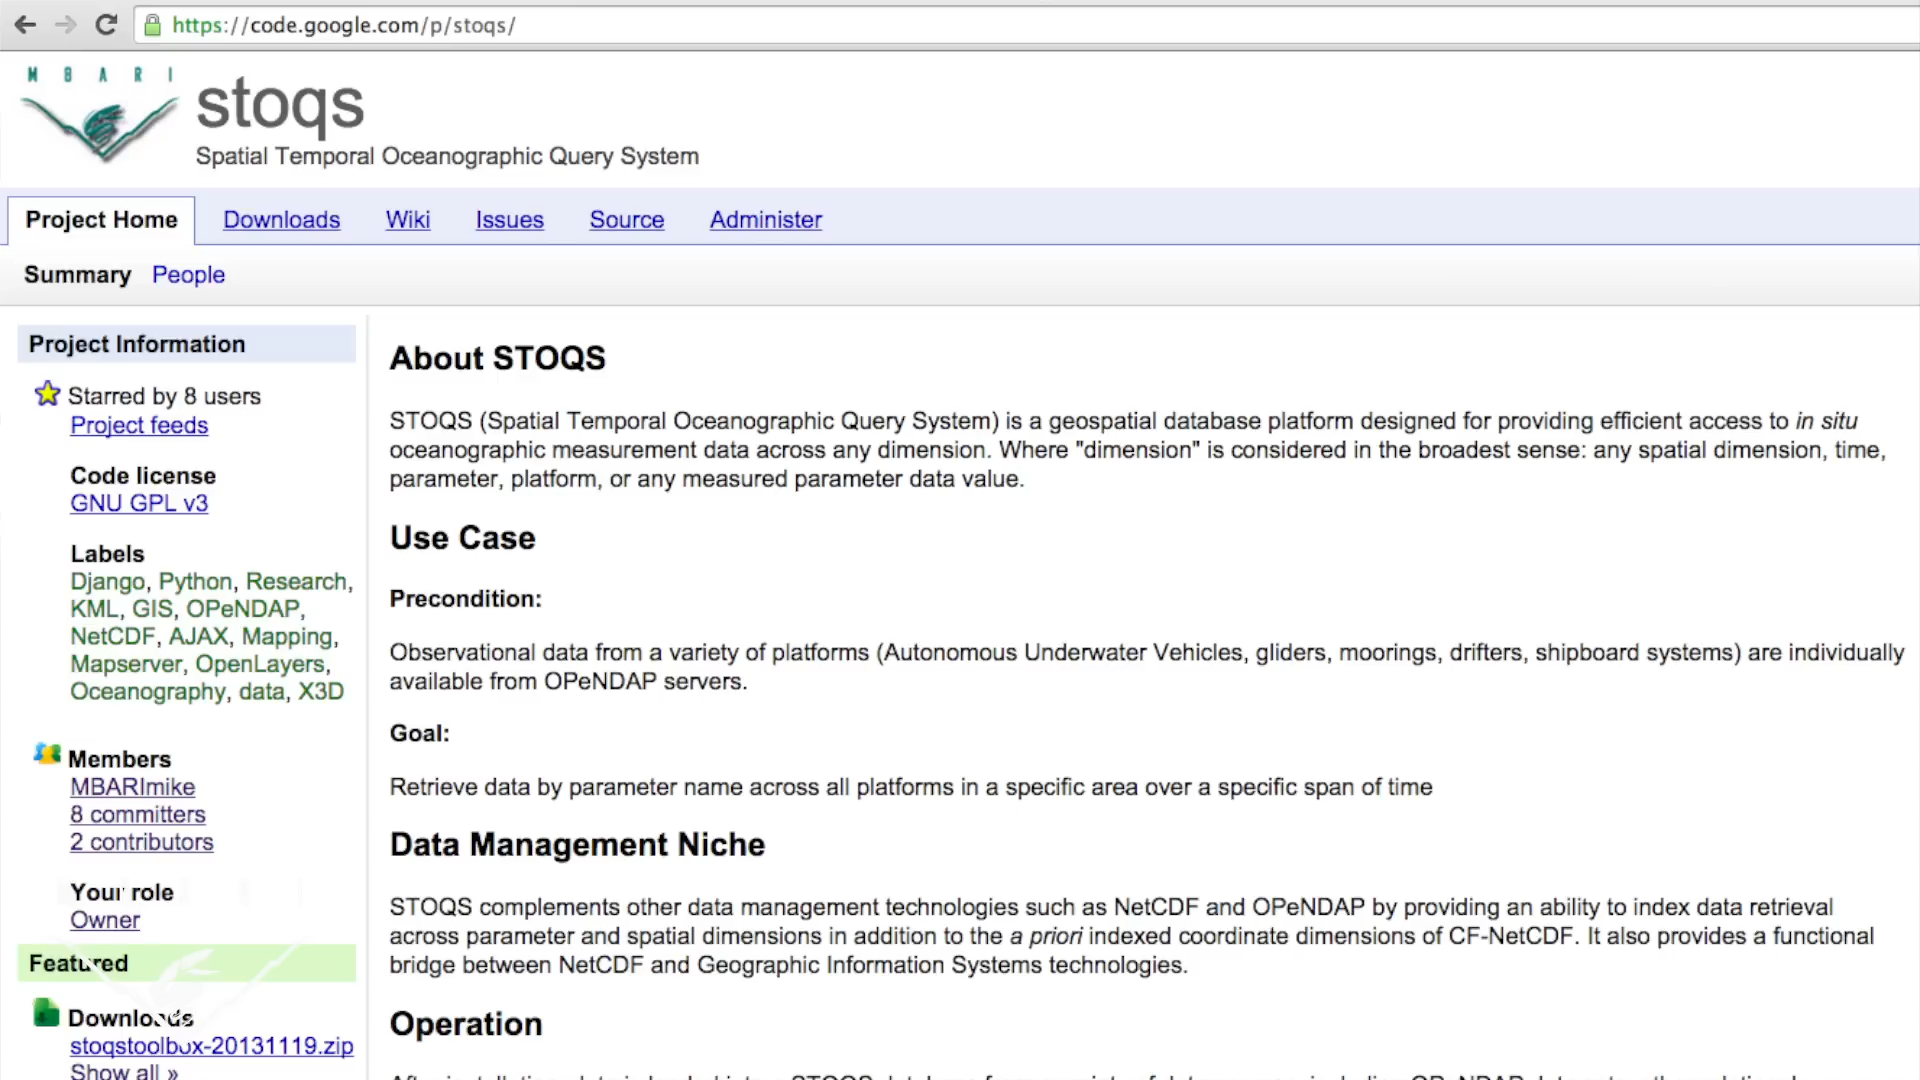 https://code.google.com/p/stoqs/
M B A R I
stoqs
Spatial Temporal Oceanographic Query System
Project Home Downloads Wiki Issues Source Administer
Summary People
Project Information
Starred by 8 users
Project feeds
Code license
GNU GPL v3
Labels
Django, Python, Research,
KML, GIS, OPeNDAP,
NetCDF, AJAX, Mapping,
Mapserver, OpenLayers,
Oceanography, data, X3D
Members
MBARImike
8 committers
2 contributors
Your role
Owner
Featured
Downloads
stoqstoolbox-20131119.zip
Show all »
About STOQS
STOQS (Spatial Temporal Oceanographic Query System) is a geospatial database platform designed for providing efficient access to in situ
oceanographic measurement data across any dimension. Where "dimension" is considered in the broadest sense: any spatial dimension, time,
parameter, platform, or any measured parameter data value.
Use Case
Precondition:
Observational data from a variety of platforms (Autonomous Underwater Vehicles, gliders, moorings, drifters, shipboard systems) are individually
available from OPeNDAP servers.
Goal:
Retrieve data by parameter name across all platforms in a specific area over a specific span of time
Data Management Niche
STOQS complements other data management technologies such as NetCDF and OPeNDAP by providing an ability to index data retrieval
across parameter and spatial dimensions in addition to the a priori indexed coordinate dimensions of CF-NetCDF. It also provides a functional
bridge between NetCDF and Geographic Information Systems technologies.
Operation